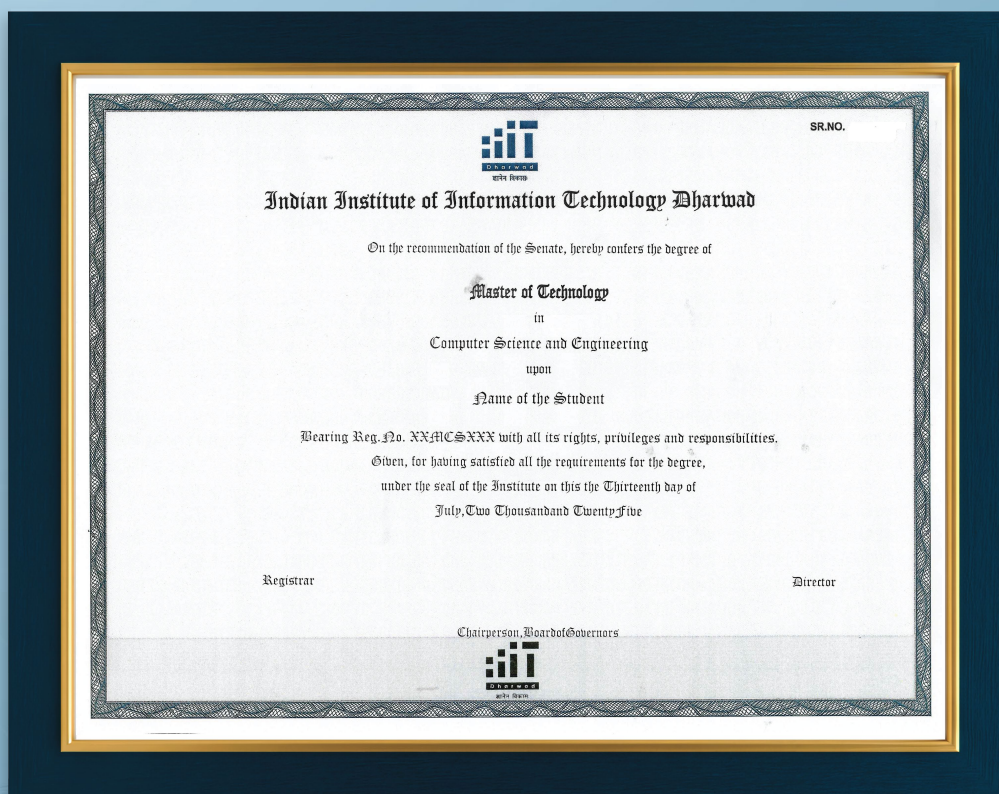 SR.NO.
Dharwad
ज्ञानेन विकासः
Indian Institute of Information Technology Dharwad
On the recommendation of the Senate, hereby confers the degree of
Master of Technology
in
Computer Science and Engineering
upon
Name of the Student
Bearing Reg.No. XXMCSXXX with all its rights, privileges and responsibilities.
Given, for having satisfied all the requirements for the degree,
under the seal of the Institute on this the Thirteenth day of
July,Two Thousandand TwentyFive
Registrar
Director
Chairperson,BoardofGovernors
Dharwad
ज्ञानेन विकासः